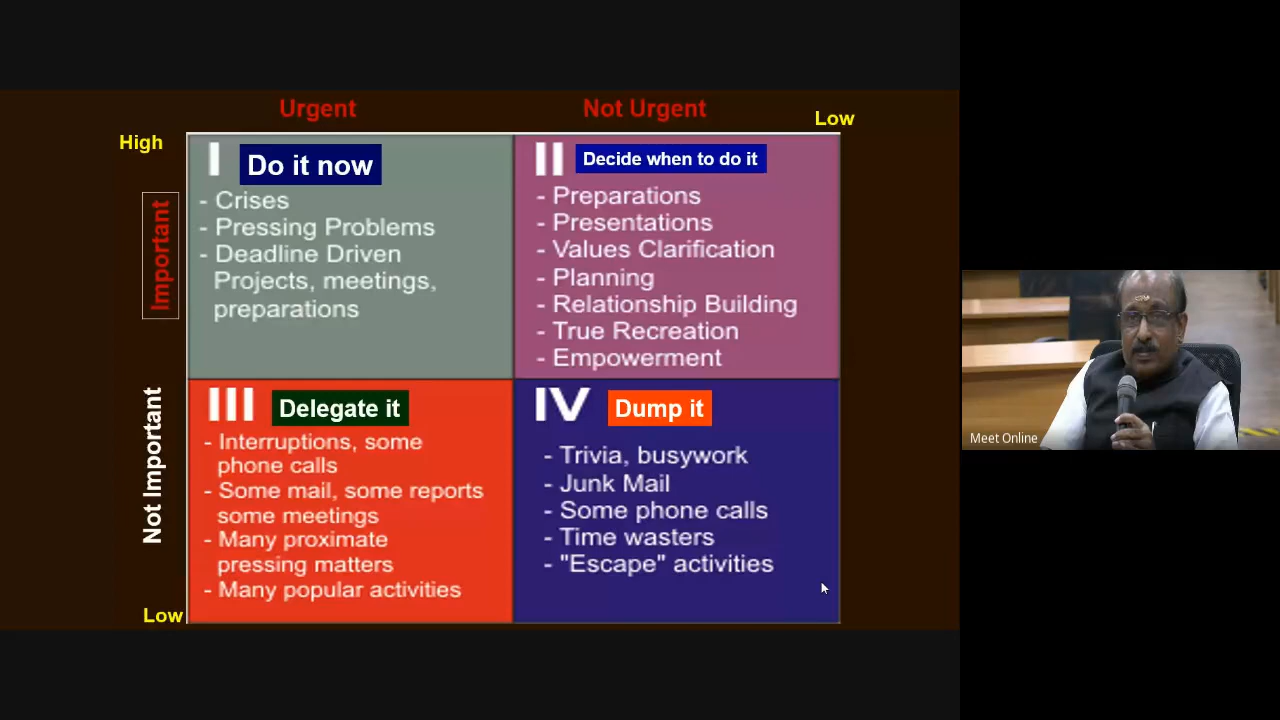 Urgent
Not Urgent
High
Low
Important
I Do it now
- Crises
- Pressing Problems
- Deadline Driven
Projects, meetings,
preparations
II Decide when to do it
- Preparations
- Presentations
- Values Clarification
- Planning
- Relationship Building
- True Recreation
- Empowerment
Not Important
Low
III Delegate it
- Interruptions, some
phone calls
- Some mail, some reports
some meetings
- Many proximate
pressing matters
- Many popular activities
IV Dump it
- Trivia, busywork
- Junk Mail
- Some phone calls
- Time wasters
- "Escape" activities
Meet Online